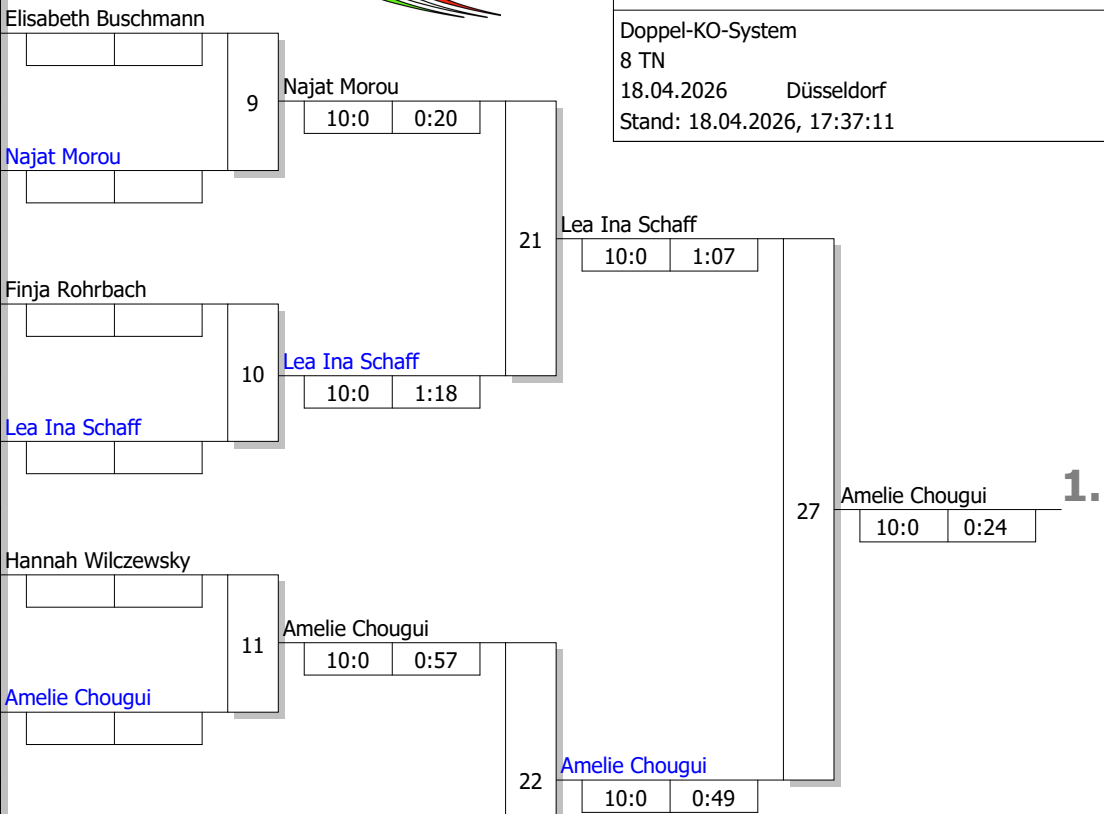 Doppel-KO-System
8 TN
18.04.2026 Düsseldorf
Stand: 18.04.2026, 17:37:11
Elisabeth Buschmann
9
Najat Morou
10:0 0:20
Najat Morou
21
Lea Ina Schaff
10:0 1:07
Finja Rohrbach
10
Lea Ina Schaff
10:0 1:18
Lea Ina Schaff
27
Amelie Chougui
10:0 0:24
1.
Hannah Wilczewsky
11
Amelie Chougui
10:0 0:57
Amelie Chougui
22
Amelie Chougui
10:0 0:49